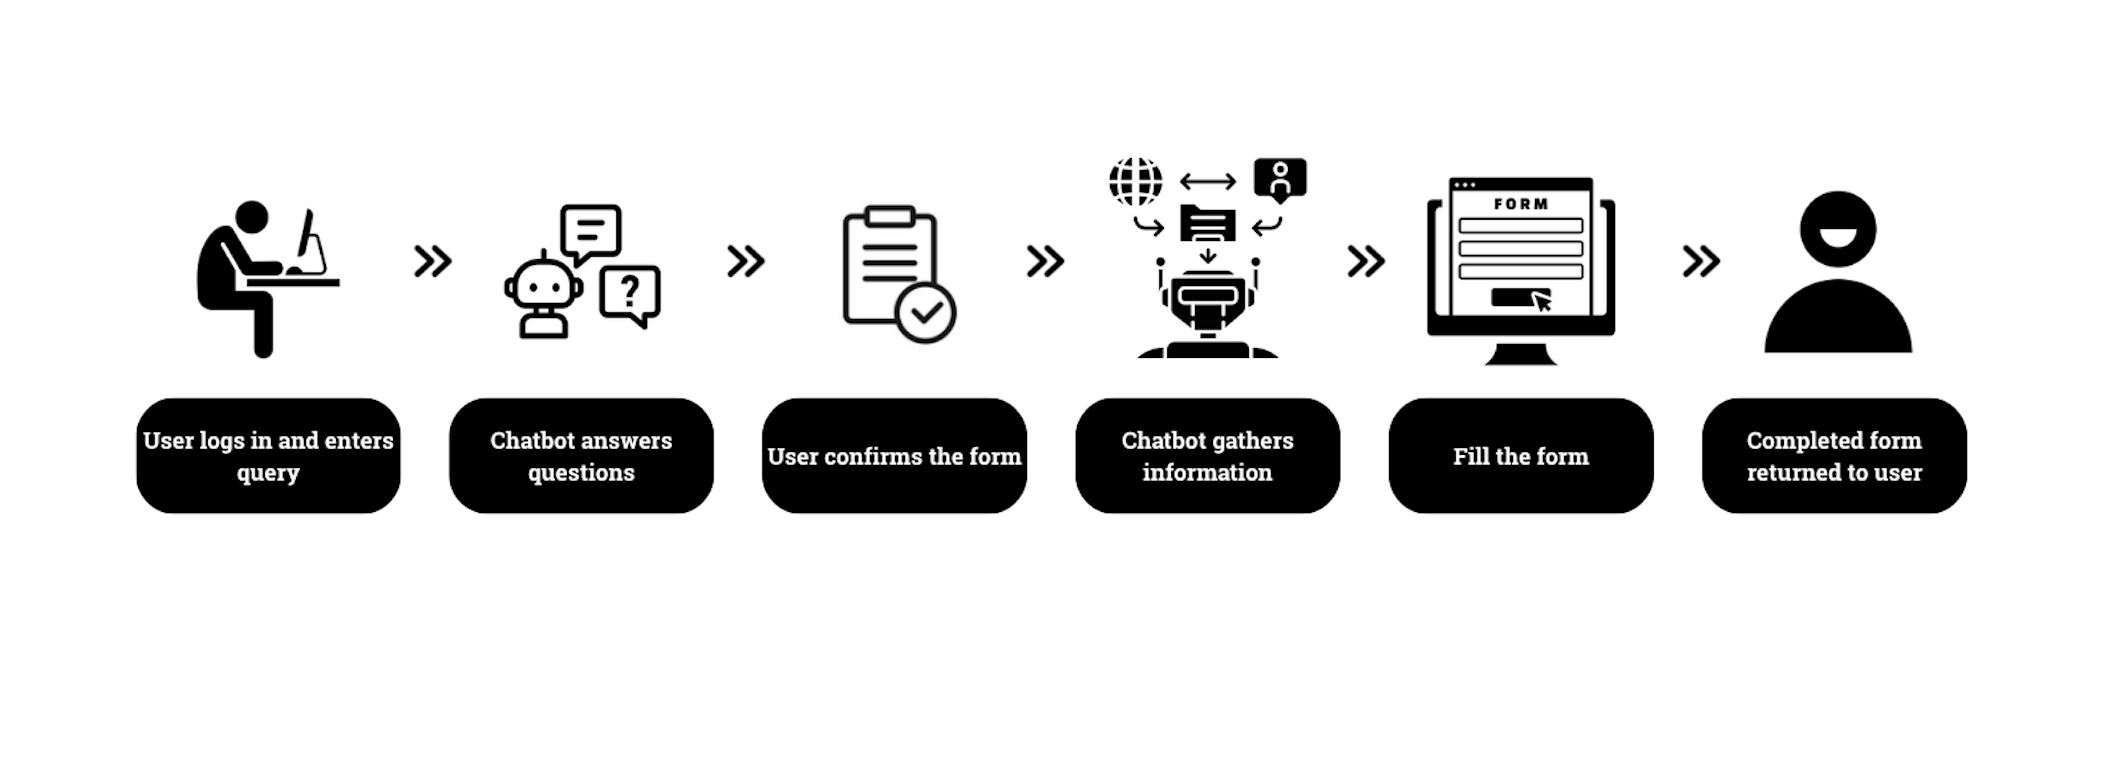 FORM
?
User logs in and enters
query
Chatbot answers
questions
User confirms the form
Chatbot gathers
information
Fill the form
Completed form
returned to user